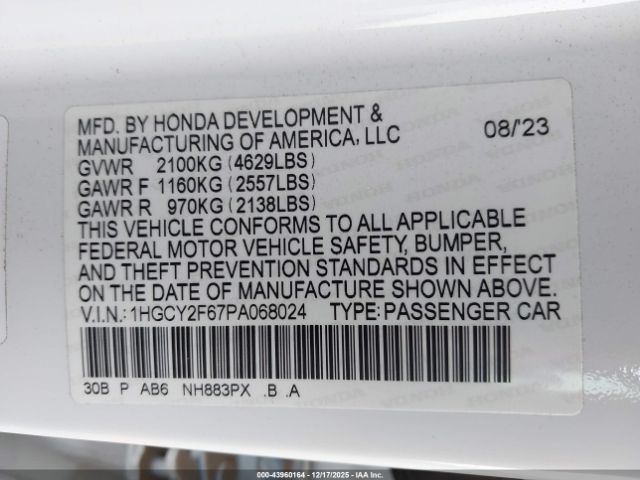 MFD. BY HONDA DEVELOPMENT &
MANUFACTURING OF AMERICA, LLC 08/'23
GVWR 2100KG (4629LBS)
GAWR F 1160KG (2557LBS)
GAWR R 970KG (2138LBS)
THIS VEHICLE CONFORMS TO ALL APPLICABLE
FEDERAL MOTOR VEHICLE SAFETY, BUMPER,
AND THEFT PREVENTION STANDARDS IN EFFECT
ON THE DATE OF MANUFACTURE SHOWN ABOVE.
V.I.N.: 1HGCY2F67PA068024 TYPE: PASSENGER CAR
30B P AB6 NH883PX .B .A
000-43960164 - 12/17/2025 - IAA Inc.